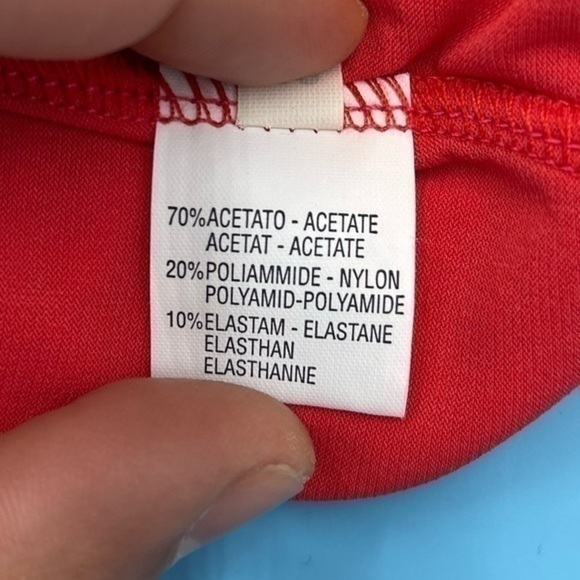 70%ACETATO - ACETATE
ACETAT - ACETATE
20%POLIAMMIDE - NYLON
POLYAMID-POLYAMIDE
10%ELASTAM - ELASTANE
ELASTHAN
ELASTHANNE